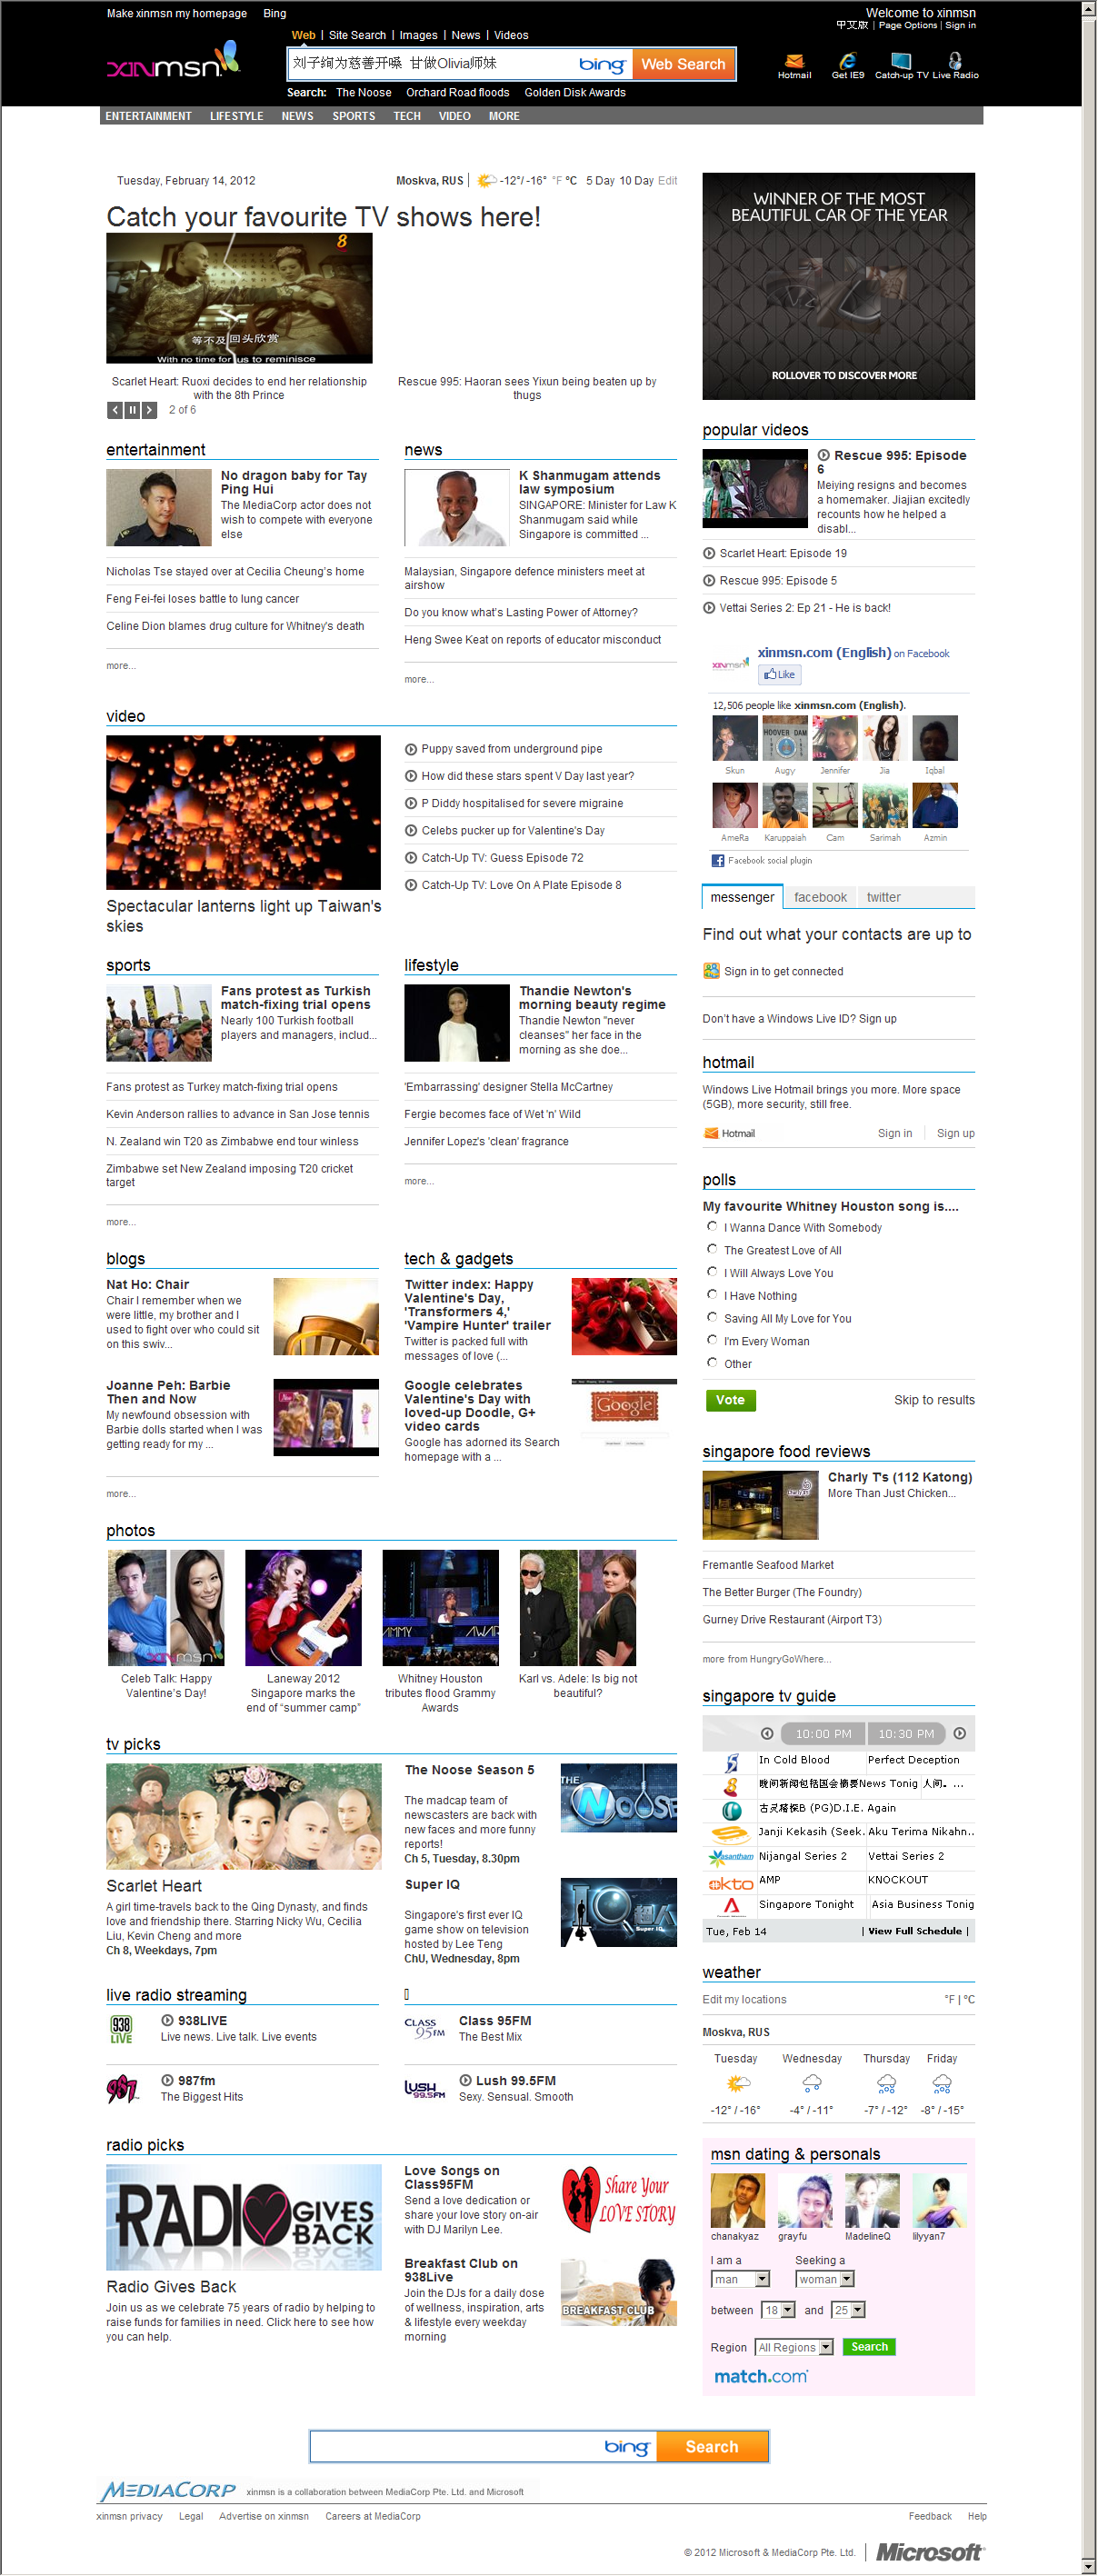 Make xinmsn my homepage Bing
Welcome to xinmsn
中文版 | Page Options | Sign in
Web | Site Search | Images | News | Videos
xinmsn
刘子绚为慈善开嗓 甘做Olivia师妹 bing Web Search
Hotmail Get IE9 Catch-up TV Live Radio
Search: The Noose Orchard Road floods Golden Disk Awards
ENTERTAINMENT LIFESTYLE NEWS SPORTS TECH VIDEO MORE
Tuesday, February 14, 2012
Moskva, RUS | -12°/ -16° °F °C 5 Day 10 Day Edit
Catch your favourite TV shows here!
8
等不及回头欣赏
With no time for us to reminisce
Scarlet Heart: Ruoxi decides to end her relationship
with the 8th Prince
Rescue 995: Haoran sees Yixun being beaten up by
thugs
2 of 6
entertainment
No dragon baby for Tay
Ping Hui
The MediaCorp actor does not
wish to compete with everyone
else
Nicholas Tse stayed over at Cecilia Cheung's home
Feng Fei-fei loses battle to lung cancer
Celine Dion blames drug culture for Whitney's death
more...
news
K Shanmugam attends
law symposium
SINGAPORE: Minister for Law K
Shanmugam said while
Singapore is committed ...
Malaysian, Singapore defence ministers meet at
airshow
Do you know what's Lasting Power of Attorney?
Heng Swee Keat on reports of educator misconduct
more...
video
Spectacular lanterns light up Taiwan's
skies
Puppy saved from underground pipe
How did these stars spent V Day last year?
P Diddy hospitalised for severe migraine
Celebs pucker up for Valentine's Day
Catch-Up TV: Guess Episode 72
Catch-Up TV: Love On A Plate Episode 8
sports
Fans protest as Turkish
match-fixing trial opens
Nearly 100 Turkish football
players and managers, includ...
Fans protest as Turkey match-fixing trial opens
Kevin Anderson rallies to advance in San Jose tennis
N. Zealand win T20 as Zimbabwe end tour winless
Zimbabwe set New Zealand imposing T20 cricket
target
more...
lifestyle
Thandie Newton's
morning beauty regime
Thandie Newton "never
cleanses" her face in the
morning as she doe...
'Embarrassing' designer Stella McCartney
Fergie becomes face of Wet 'n' Wild
Jennifer Lopez's 'clean' fragrance
more...
blogs
Nat Ho: Chair
Chair I remember when we
were little, my brother and I
used to fight over who could sit
on this swiv...
Joanne Peh: Barbie
Then and Now
My newfound obsession with
Barbie dolls started when I was
getting ready for my ...
more...
tech & gadgets
Twitter index: Happy
Valentine's Day,
'Transformers 4,'
'Vampire Hunter' trailer
Twitter is packed full with
messages of love (...
Google celebrates
Valentine's Day with
loved-up Doodle, G+
video cards
Google has adorned its Search
homepage with a ...
Google
photos
xinmsn
Celeb Talk: Happy
Valentine's Day!
Laneway 2012
Singapore marks the
end of "summer camp"
Whitney Houston
tributes flood Grammy
Awards
Karl vs. Adele: Is big not
beautiful?
tv picks
Scarlet Heart
A girl time-travels back to the Qing Dynasty, and finds
love and friendship there. Starring Nicky Wu, Cecilia
Liu, Kevin Cheng and more
Ch 8, Weekdays, 7pm
The Noose Season 5
The madcap team of
newscasters are back with
new faces and more funny
reports!
Ch 5, Tuesday, 8.30pm
THE NOOSE
Super IQ
Singapore's first ever IQ
game show on television
hosted by Lee Teng
ChU, Wednesday, 8pm
IQ超人
Super IQ
live radio streaming
938 LIVE
938LIVE
Live news. Live talk. Live events
987
987fm
The Biggest Hits
CLASS 95FM
Class 95FM
The Best Mix
LUSH 99.5FM
Lush 99.5FM
Sexy. Sensual. Smooth
radio picks
RADIO GIVES BACK
Radio Gives Back
Join us as we celebrate 75 years of radio by helping to
raise funds for families in need. Click here to see how
you can help.
Love Songs on
Class95FM
Send a love dedication or
share your love story on-air
with DJ Marilyn Lee.
Share Your
LOVE STORY
Breakfast Club on
938Live
Join the DJs for a daily dose
of wellness, inspiration, arts
& lifestyle every weekday
morning
BREAKFAST CLUB
WINNER OF THE MOST
BEAUTIFUL CAR OF THE YEAR
ROLLOVER TO DISCOVER MORE
popular videos
Rescue 995: Episode
6
Meiying resigns and becomes
a homemaker. Jiajian excitedly
recounts how he helped a
disabl...
Scarlet Heart: Episode 19
Rescue 995: Episode 5
Vettai Series 2: Ep 21 - He is back!
xinmsn
xinmsn.com (English) on Facebook
Like
12,506 people like xinmsn.com (English).
HOOVER DAM
Skun Augy Jennifer Jia Iqbal
AmeRa Karuppaiah Cam Sarimah Azmin
Facebook social plugin
messenger facebook twitter
Find out what your contacts are up to
Sign in to get connected
Don't have a Windows Live ID? Sign up
hotmail
Windows Live Hotmail brings you more. More space
(5GB), more security, still free.
Hotmail Sign in Sign up
polls
My favourite Whitney Houston song is....
I Wanna Dance With Somebody
The Greatest Love of All
I Will Always Love You
I Have Nothing
Saving All My Love for You
I'm Every Woman
Other
Vote Skip to results
singapore food reviews
Charly T's (112 Katong)
More Than Just Chicken...
Fremantle Seafood Market
The Better Burger (The Foundry)
Gurney Drive Restaurant (Airport T3)
more from HungryGoWhere...
singapore tv guide
10:00 PM 10:30 PM
5 In Cold Blood Perfect Deception
8 晚间新闻包括国会摘要News Tonig 人间。...
古灵精探B (PG)D.I.E. Again
Janji Kekasih (Seek. Aku Terima Nikahn..
Vasantham Nijangal Series 2 Vettai Series 2
okto AMP KNOCKOUT
Singapore Tonight Asia Business Tonig
Tue, Feb 14 | View Full Schedule |
weather
Edit my locations °F | °C
Moskva, RUS
Tuesday Wednesday Thursday Friday
-12° / -16° -4° / -11° -7° / -12° -8° / -15°
msn dating & personals
chanakyaz grayfu MadelineQ lilyyan7
I am a Seeking a
man woman
between 18 and 25
Region All Regions Search
match.com
bing Search
MEDIACORP xinmsn is a collaboration between MediaCorp Pte. Ltd. and Microsoft
xinmsn privacy Legal Advertise on xinmsn Careers at MediaCorp Feedback Help
© 2012 Microsoft & MediaCorp Pte. Ltd. | Microsoft